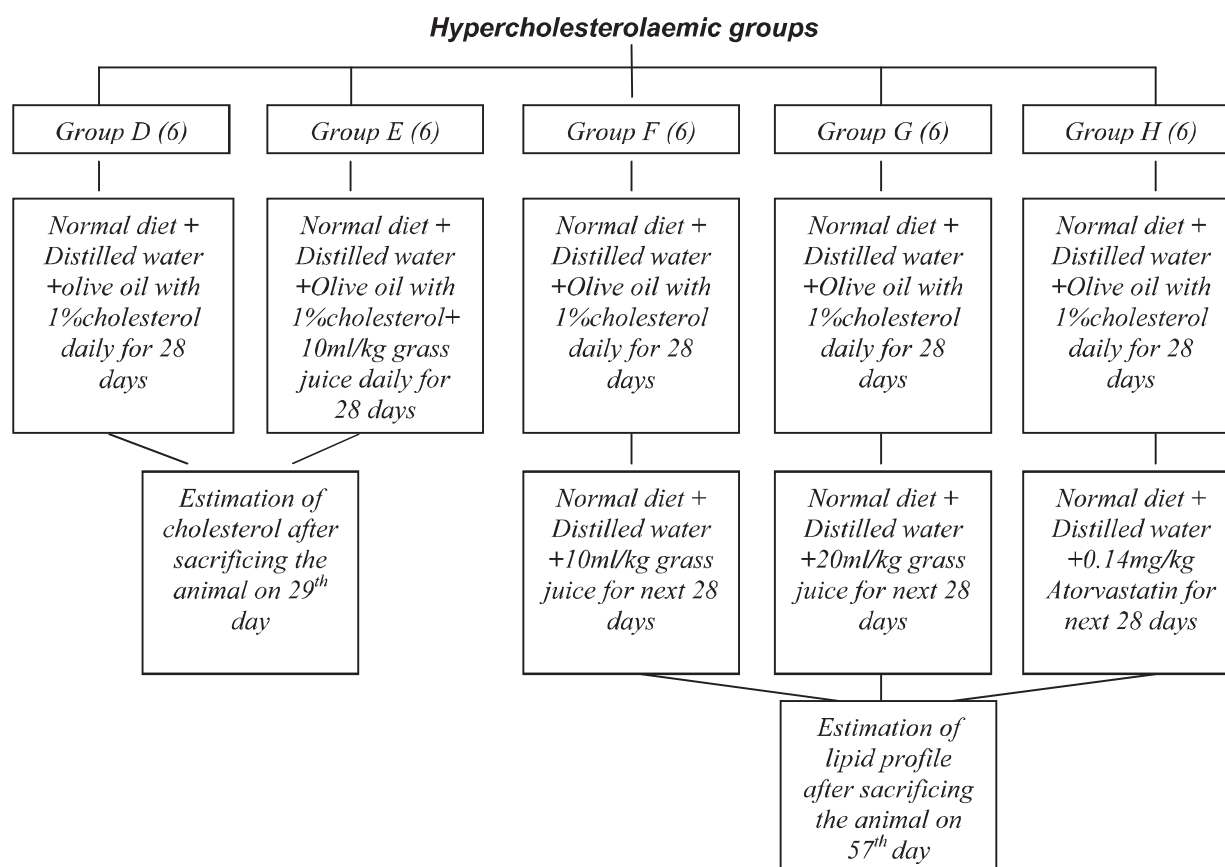 Hypercholesterolaemic groups
Group D (6)
Group E (6)
Group F (6)
Group G (6)
Group H (6)
Normal diet +
Distilled water
+olive oil with
1%cholesterol
daily for 28
days
Normal diet +
Distilled water
+Olive oil with
1%cholesterol+
10ml/kg grass
juice daily for
28 days
Normal diet +
Distilled water
+Olive oil with
1%cholesterol
daily for 28
days
Normal diet +
Distilled water
+Olive oil with
1%cholesterol
daily for 28
days
Normal diet +
Distilled water
+Olive oil with
1%cholesterol
daily for 28
days
Estimation of
cholesterol after
sacrificing the
animal on 29th
day
Normal diet +
Distilled water
+10ml/kg grass
juice for next 28
days
Normal diet +
Distilled water
+20ml/kg grass
juice for next 28
days
Normal diet +
Distilled water
+0.14mg/kg
Atorvastatin for
next 28 days
Estimation of
lipid profile
after sacrificing
the animal on
57th day